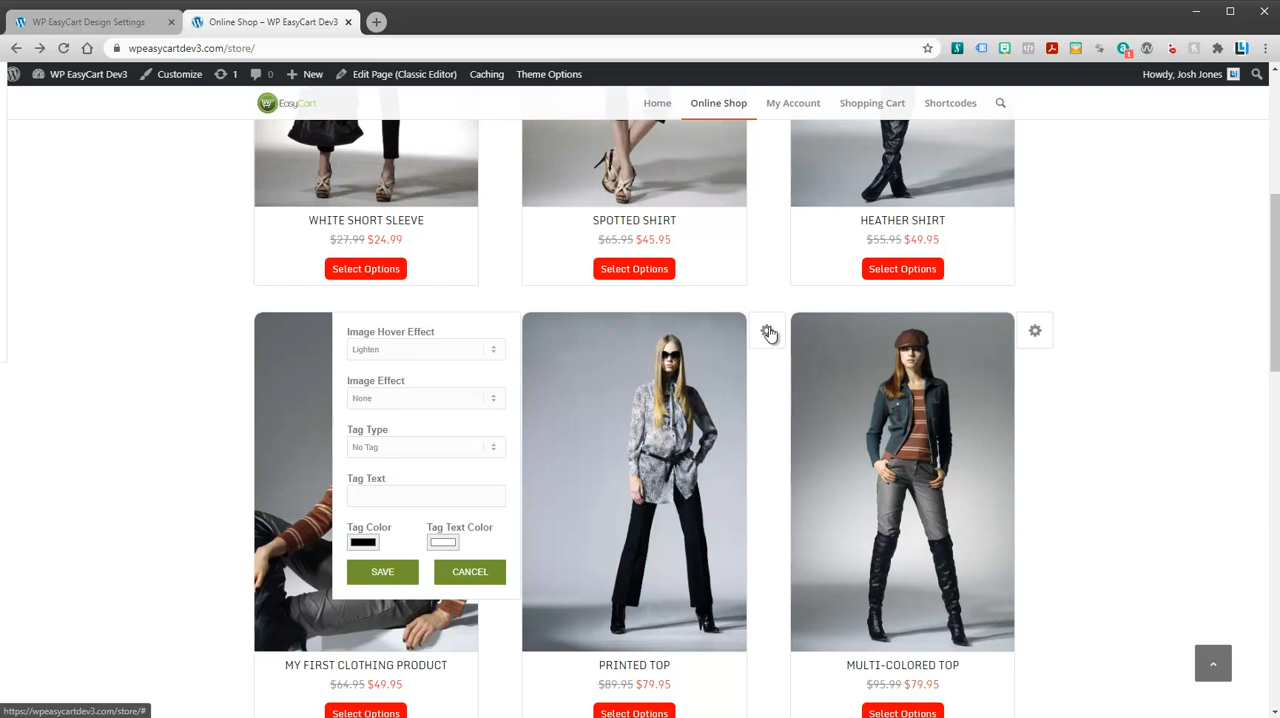 WP EasyCart Design Settings
Online Shop – WP EasyCart Dev3
wpeasycartdev3.com/store/
WP EasyCart Dev3
Customize
1
0
New
Edit Page (Classic Editor)
Caching
Theme Options
Howdy, Josh Jones
WP EasyCart
Home
Online Shop
My Account
Shopping Cart
Shortcodes
WHITE SHORT SLEEVE
$27.99 $24.99
Select Options
SPOTTED SHIRT
$65.95 $45.95
Select Options
HEATHER SHIRT
$55.95 $49.95
Select Options
Image Hover Effect
Lighten
Image Effect
None
Tag Type
No Tag
Tag Text
Tag Color
Tag Text Color
SAVE
CANCEL
MY FIRST CLOTHING PRODUCT
$64.95 $49.95
Select Options
PRINTED TOP
$89.95 $79.95
Select Options
MULTI-COLORED TOP
$95.99 $79.95
Select Options
https://wpeasycartdev3.com/store/#